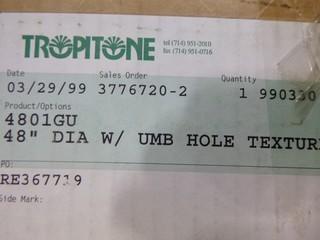 TROPITONE
tel (714) 951-2010
fax (714) 951-0716
Date Sales Order Quantity
03/29/99 3776720-2 1 990330
Product/Options
4801GU
48" DIA W/ UMB HOLE TEXTURE
PO:
RE367719
Side Mark: